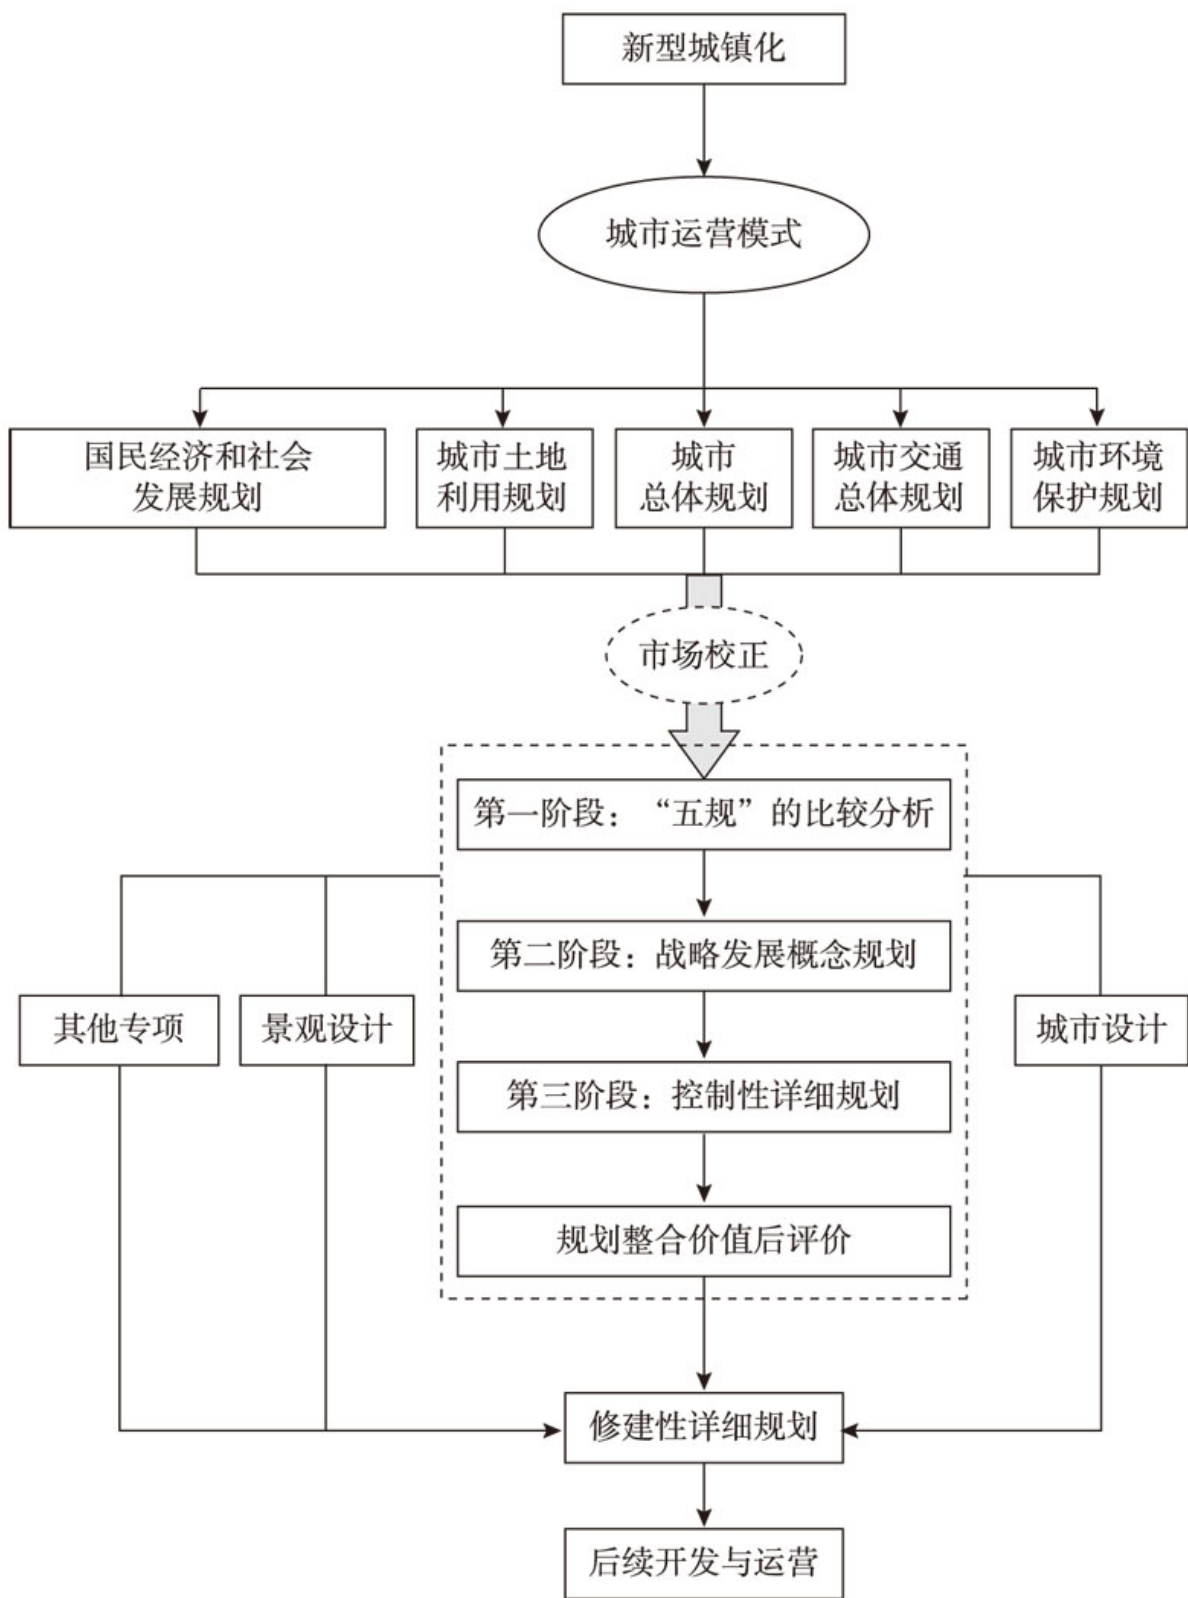 新型城镇化
城市运营模式
国民经济和社会
发展规划
城市土地
利用规划
城市
总体规划
城市交通
总体规划
城市环境
保护规划
市场校正
第一阶段：“五规”的比较分析
第二阶段：战略发展概念规划
其他专项
景观设计
城市设计
第三阶段：控制性详细规划
规划整合价值后评价
修建性详细规划
后续开发与运营